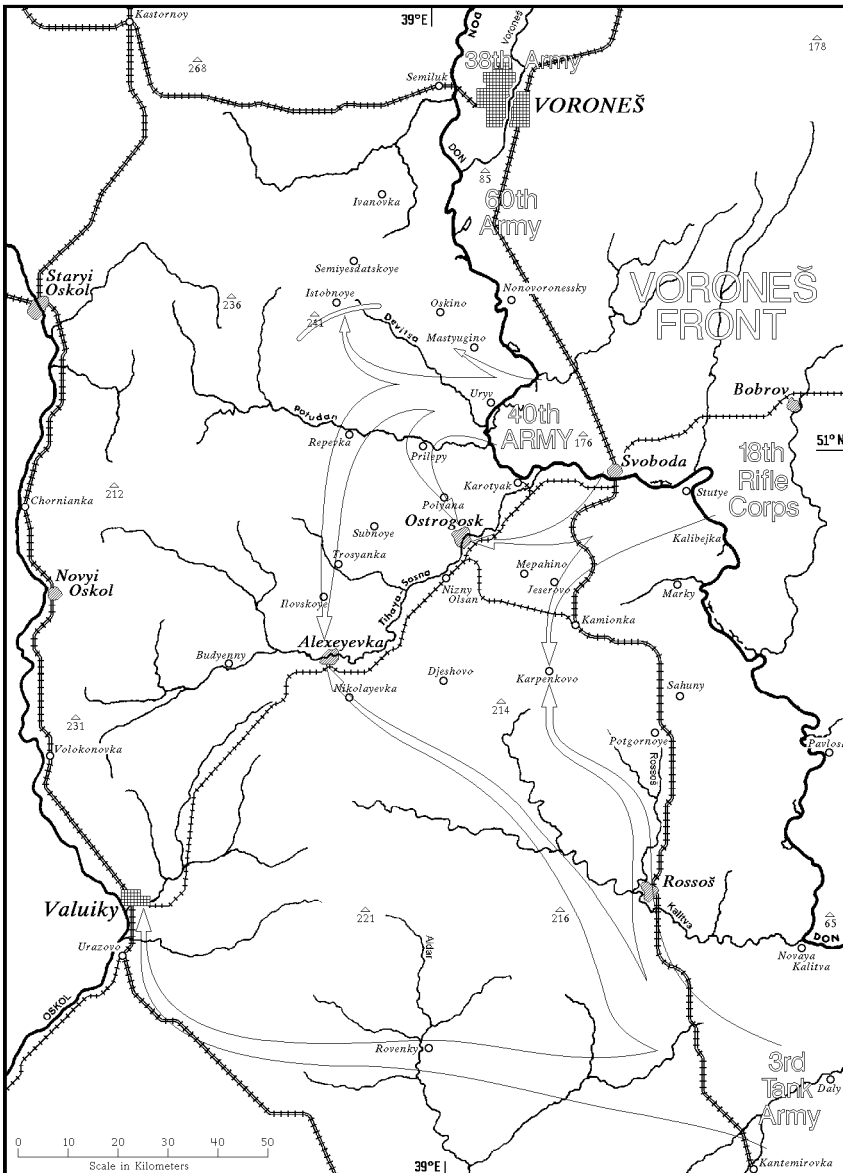 Kastornoy
39°E
DON
Voroneš
178
268
38th Army
Semiluk
VORONEŠ
DON
85
Ivanovka
60th
Army
Semiyesdatskoye
Staryi
Oskol
VORONEŠ
FRONT
236
Istobnoye
Oskino
Nonovoronessky
241
Devitsa
Mastyugino
Bobrov
Uryv
40th
ARMY
Potudan
176
51°N
Repevka
Prilepy
Svoboda
18th
Rifle
Corps
Karotyak
Stutye
212
Chornianka
Polyana
Ostrogosk
Subnoye
Kalibejka
Trosyanka
Mepahino
Novyi
Oskol
Tihaya-Sosna
Nizny
Olsan
Jeserovo
Marky
Ilovskoye
Kamionka
Alexeyevka
Budyenny
Djeshovo
Karpenkovo
Nikolayevka
Sahuny
214
231
Potgornoye
Volokonovka
Rossoš
Pavlosk
Rossoš
Valuiky
Kalitva
221
216
65
DON
Urazovo
Aidar
Novaya
Kalitva
OSKOL
Rovenky
3rd
Tank
Army
Daly
0 10 20 30 40 50
Scale in Kilometers
39°E
Kantemirovka